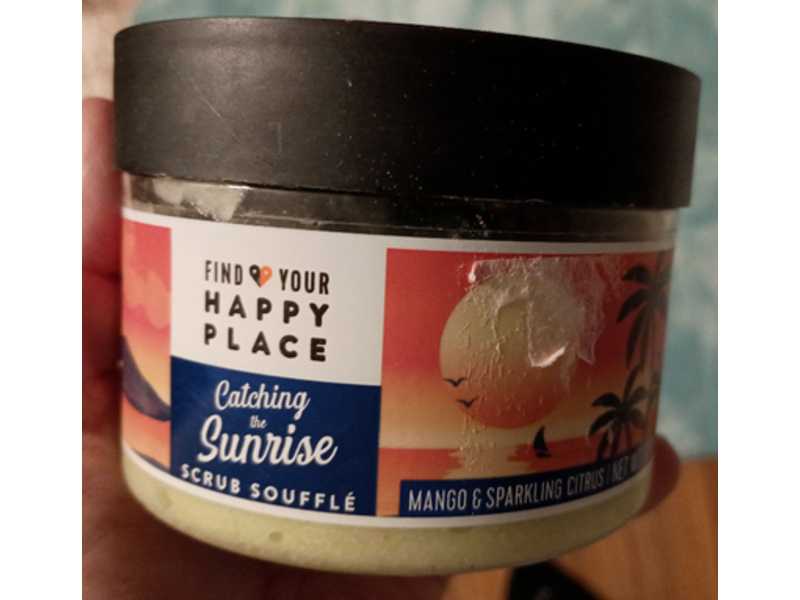 FIND YOUR
HAPPY
PLACE
Catching
the
Sunrise
SCRUB SOUFFLÉ
MANGO & SPARKLING CITRUS | NET